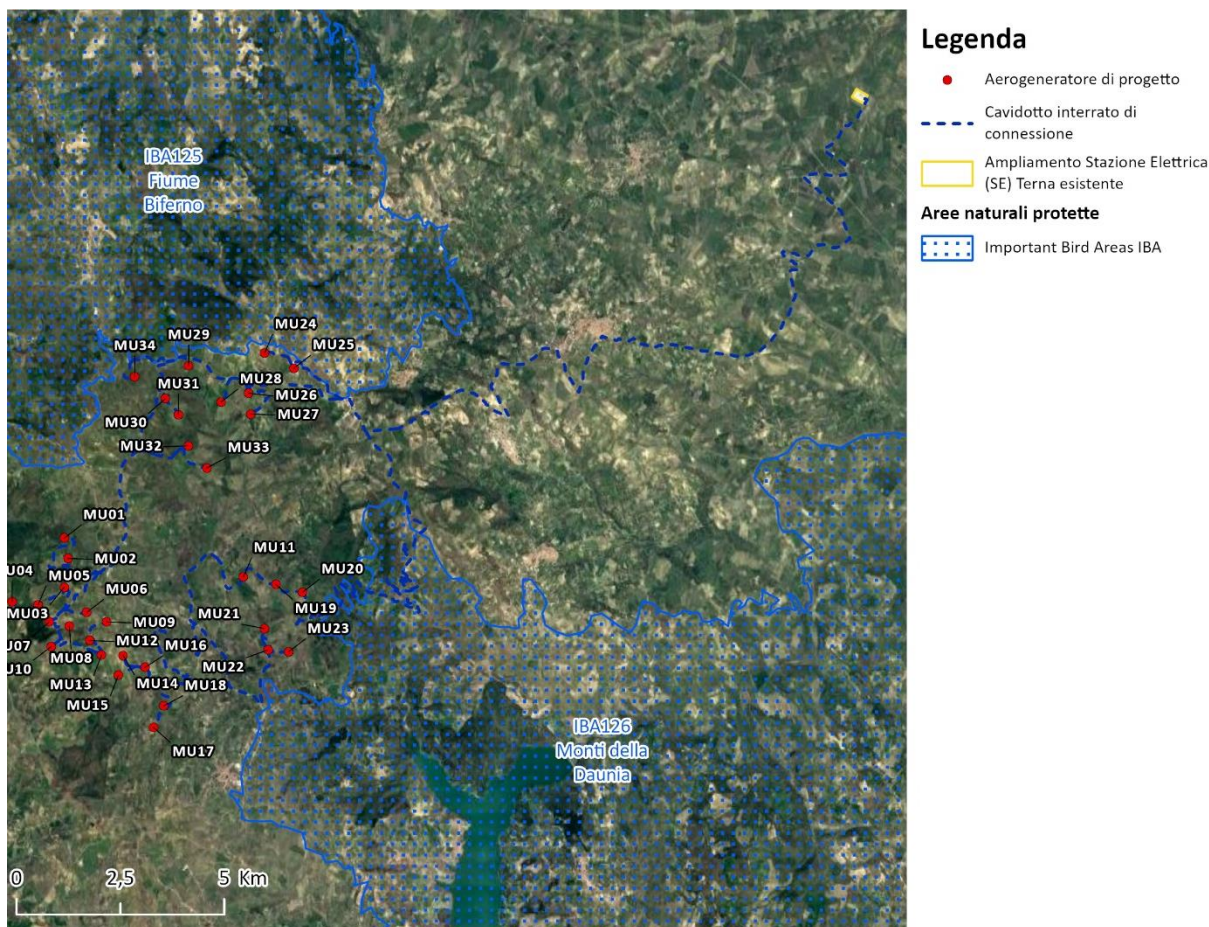 Legenda
Aerogeneratore di progetto
Cavidotto interrato di
connessione
Ampliamento Stazione Elettrica
(SE) Terna esistente
Aree naturali protette
Important Bird Areas IBA
IBA125
Fiume
Biferno
MU24
MU29
MU34
MU25
MU31
MU28
MU26
MU30
MU27
MU32
MU33
MU01
MU02
U04
MU05
MU11
MU20
MU06
MU03
MU21
MU19
MU09
MU23
MU07
MU12
MU16
MU08
MU22
U10
MU13
MU14
MU18
MU15
MU17
IBA126
Monti della
Daunia
0 2,5 5 Km